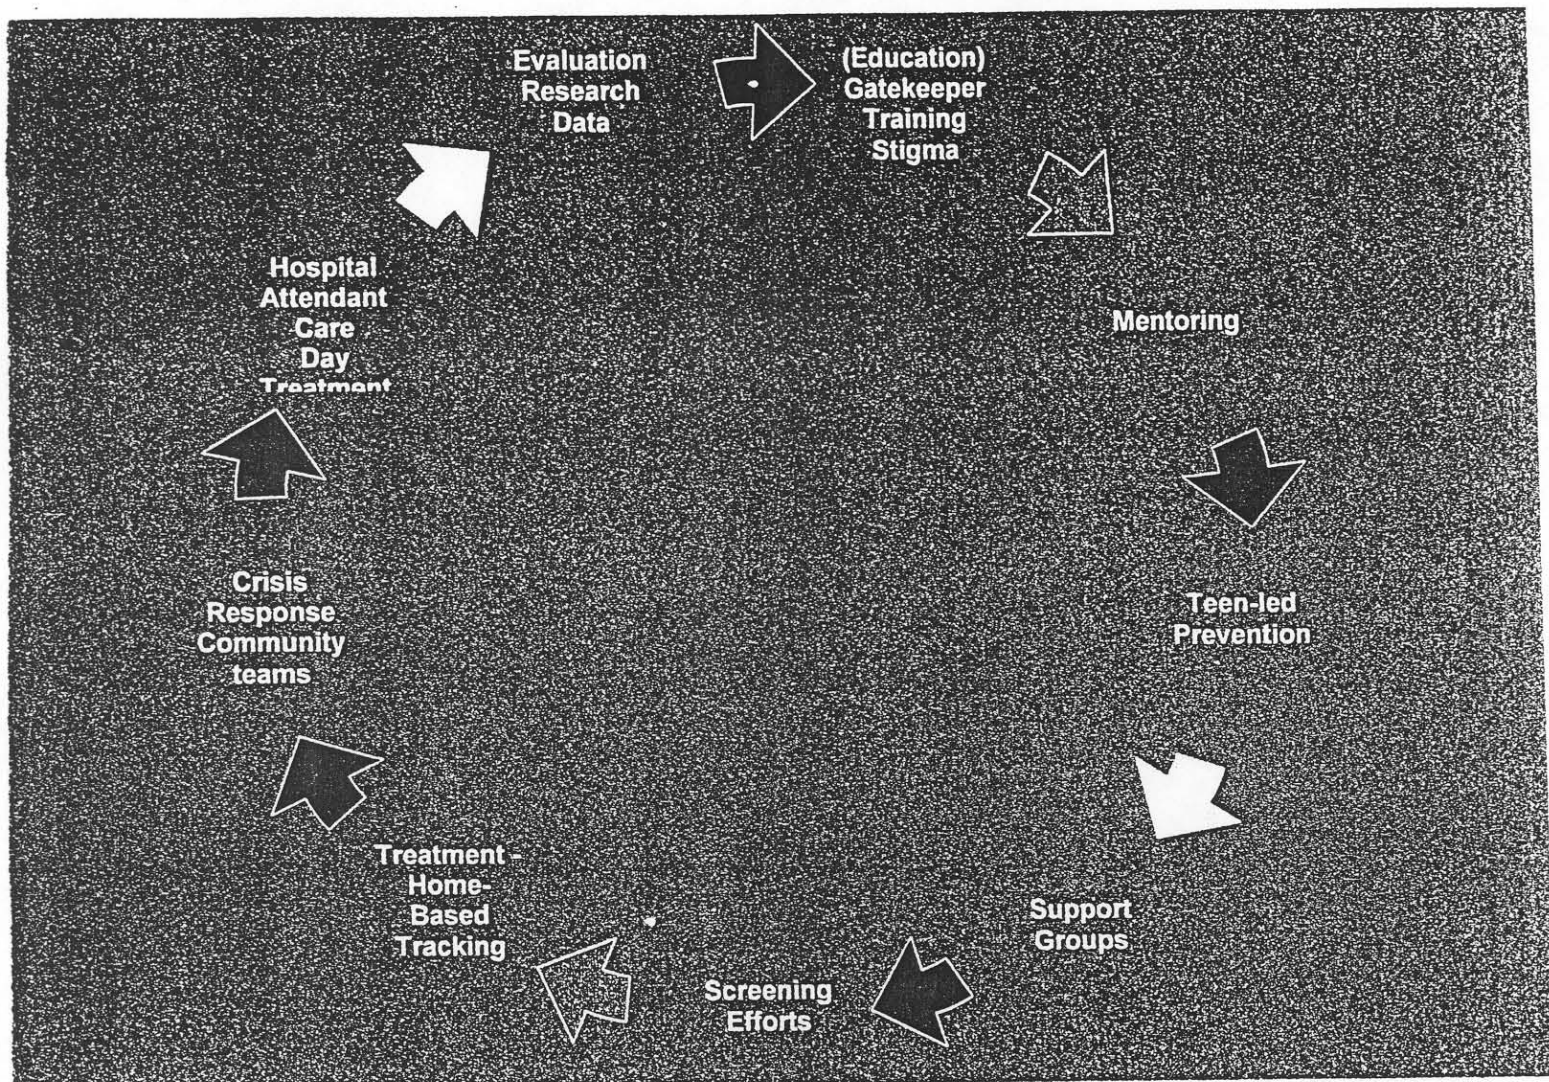 Evaluation
Research
Data
(Education)
Gatekeeper
Training
Stigma
Mentoring
Teen-led
Prevention
Support
Groups
Screening
Efforts
Treatment -
Home-
Based
Tracking
Crisis
Response
Community
teams
Hospital
Attendant
Care
Day
Treatment